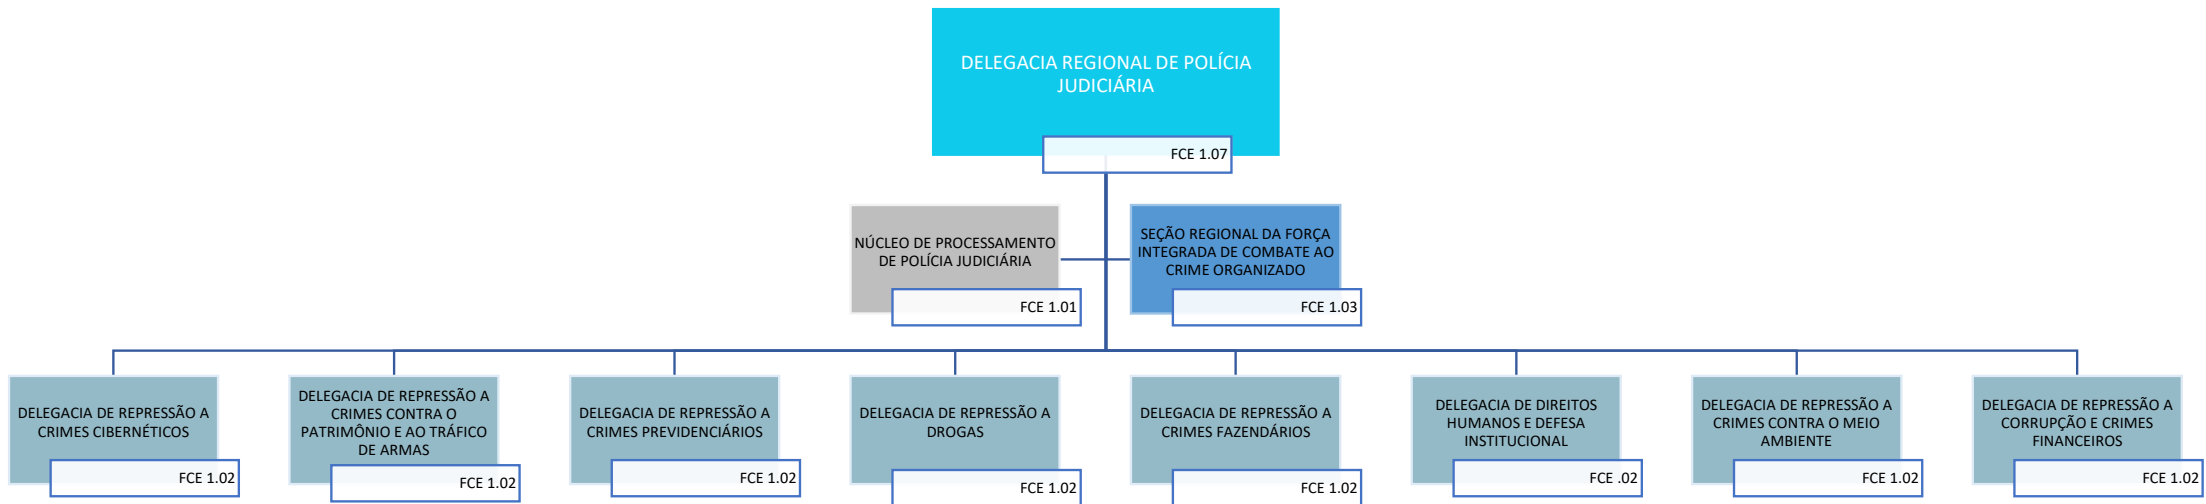 DELEGACIA REGIONAL DE POLÍCIA
JUDICIÁRIA
FCE 1.07
NÚCLEO DE PROCESSAMENTO
DE POLÍCIA JUDICIÁRIA
FCE 1.01
SEÇÃO REGIONAL DA FORÇA
INTEGRADA DE COMBATE AO
CRIME ORGANIZADO
FCE 1.03
DELEGACIA DE REPRESSÃO A
CRIMES CIBERNÉTICOS
FCE 1.02
DELEGACIA DE REPRESSÃO A
CRIMES CONTRA O
PATRIMÔNIO E AO TRÁFICO
DE ARMAS
FCE 1.02
DELEGACIA DE REPRESSÃO A
CRIMES PREVIDENCIÁRIOS
FCE 1.02
DELEGACIA DE REPRESSÃO A
DROGAS
FCE 1.02
DELEGACIA DE REPRESSÃO A
CRIMES FAZENDÁRIOS
FCE 1.02
DELEGACIA DE DIREITOS
HUMANOS E DEFESA
INSTITUCIONAL
FCE .02
DELEGACIA DE REPRESSÃO A
CRIMES CONTRA O MEIO
AMBIENTE
FCE 1.02
DELEGACIA DE REPRESSÃO A
CORRUPÇÃO E CRIMES
FINANCEIROS
FCE 1.02